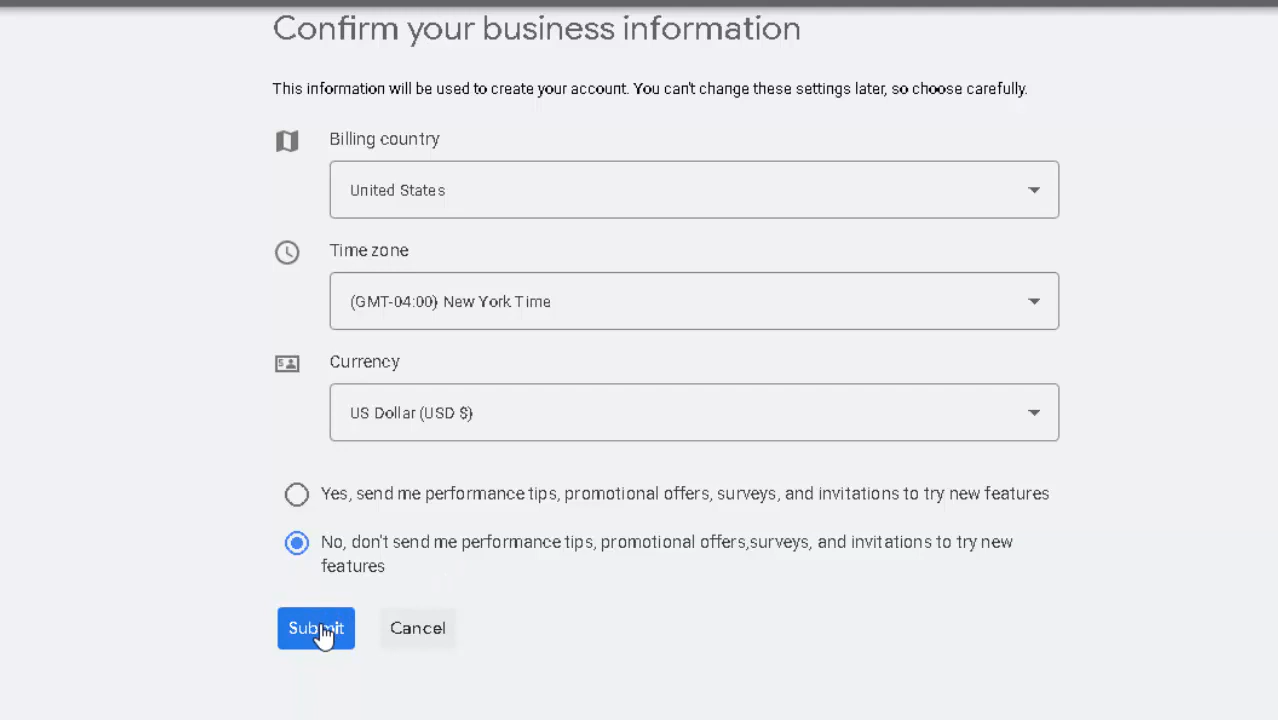 Confirm your business information
This information will be used to create your account. You can't change these settings later, so choose carefully.
Billing country
United States
Time zone
(GMT-04:00) New York Time
Currency
US Dollar (USD $)
Yes, send me performance tips, promotional offers, surveys, and invitations to try new features
No, don't send me performance tips, promotional offers,surveys, and invitations to try new
features
Submit Cancel